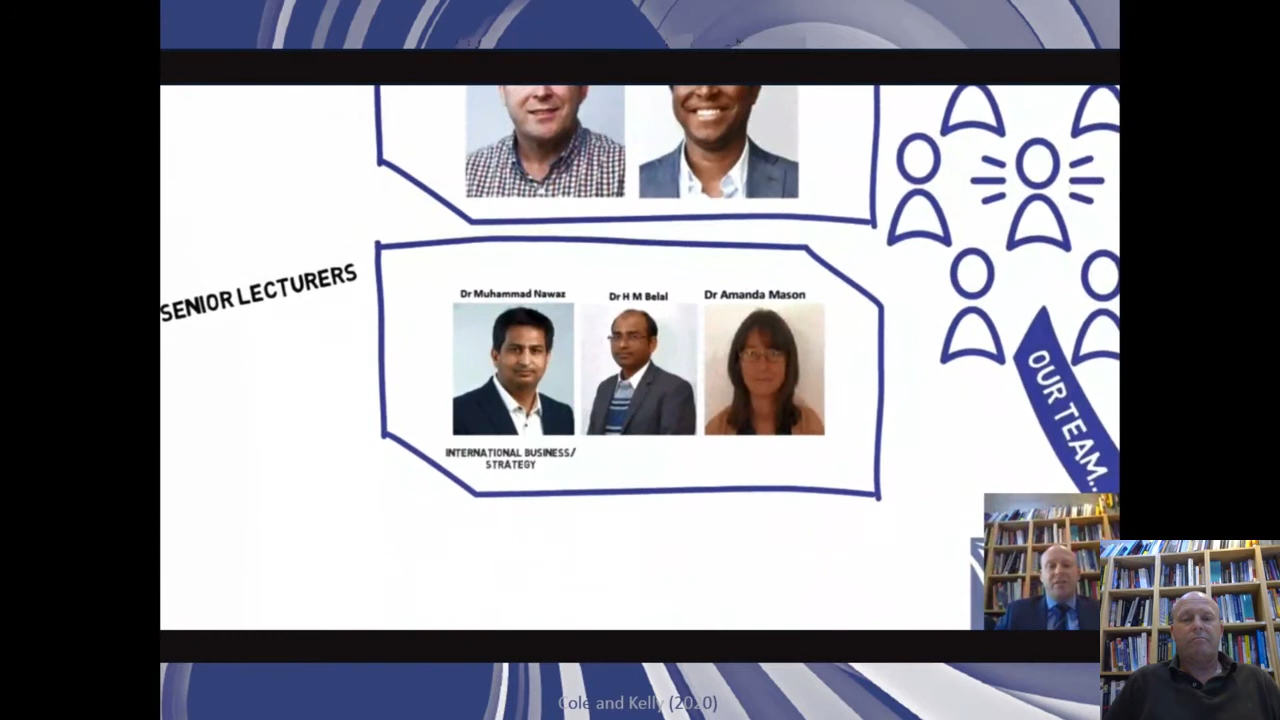 SENIOR LECTURERS
Dr Muhammad Nawaz
Dr H M Belal
Dr Amanda Mason
INTERNATIONAL BUSINESS/
STRATEGY
OUR TEAM..
Cole and Kelly (2020)